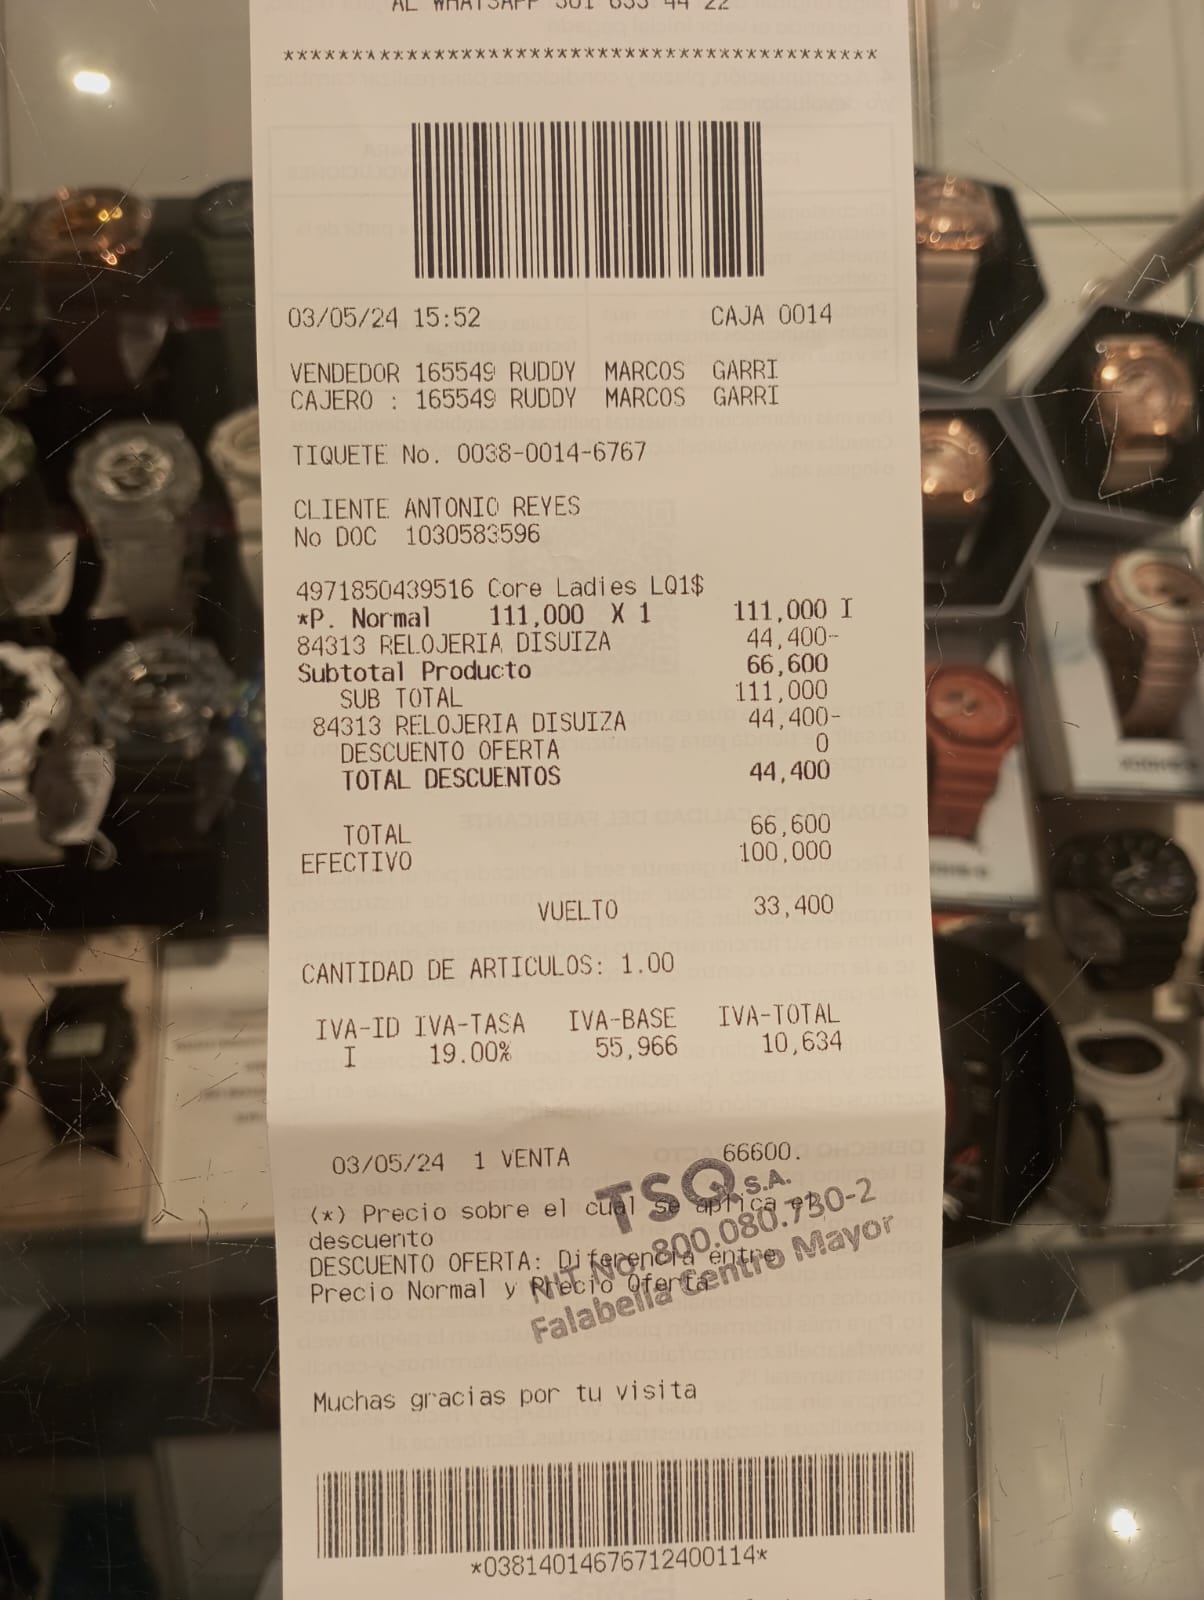 AL WHATSAPP 301 633 44 22
********************************************
03/05/24 15:52 CAJA 0014
VENDEDOR 165549 RUDDY MARCOS GARRI
CAJERO : 165549 RUDDY MARCOS GARRI
TIQUETE No. 0038-0014-6767
CLIENTE ANTONIO REYES
No DOC 1030583596
4971850439516 Core Ladies LQ1$
*P. Normal 111,000 X 1 111,000 I
84313 RELOJERIA DISUIZA 44,400-
Subtotal Producto 66,600
SUB TOTAL 111,000
84313 RELOJERIA DISUIZA 44,400-
DESCUENTO OFERTA 0
TOTAL DESCUENTOS 44,400
TOTAL 66,600
EFECTIVO 100,000
VUELTO 33,400
CANTIDAD DE ARTICULOS: 1.00
IVA-ID IVA-TASA IVA-BASE IVA-TOTAL
I 19.00% 55,966 10,634
03/05/24 1 VENTA 66600.
(*) Precio sobre el cual se aplica el
descuento
DESCUENTO OFERTA: Diferencia entre
Precio Normal y Precio Oferta
TSQ S.A.
NIT No. 800.080.730-2
Falabella Centro Mayor
Muchas gracias por tu visita
*03814014676712400114*